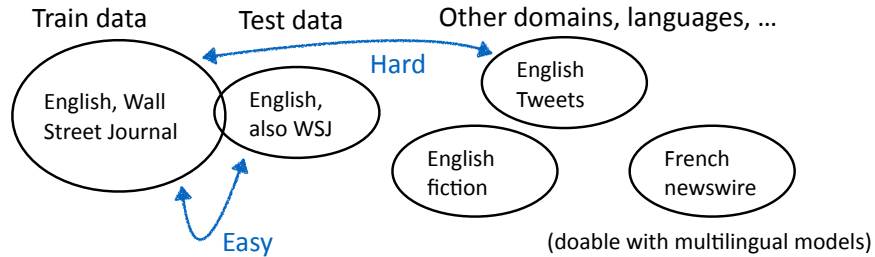 Train data
Test data
Other domains, languages, ...
Hard
English, Wall
Street Journal
English,
also WSJ
English
Tweets
English
fiction
French
newswire
Easy
(doable with multilingual models)